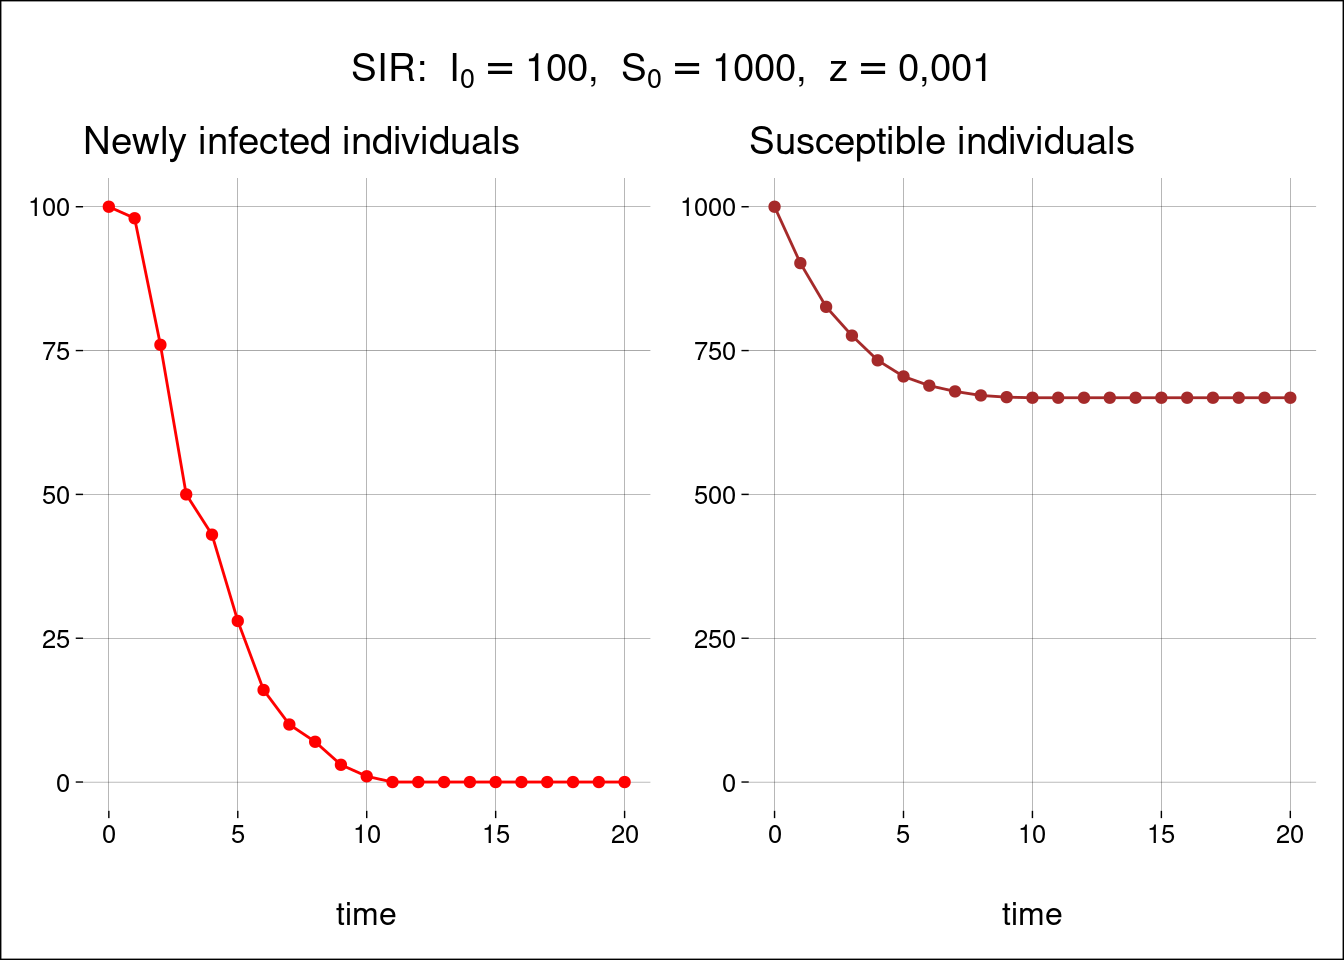 SIR: I₀ = 100, S₀ = 1000, z = 0,001
Newly infected individuals
100
75
50
25
0
0 5 10 15 20
time
Susceptible individuals
1000
750
500
250
0
0 5 10 15 20
time